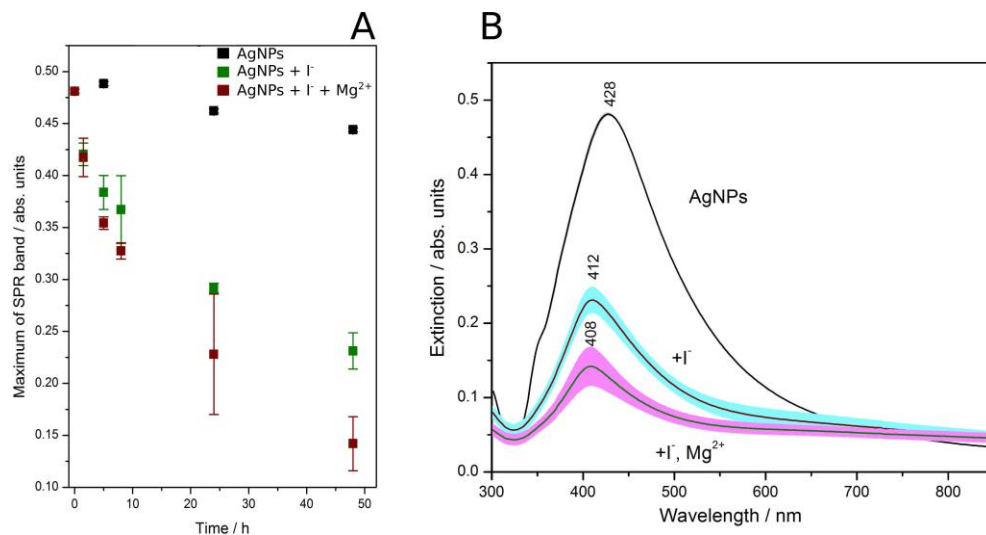 A
AgNPs
AgNPs + I⁻
AgNPs + I⁻ + Mg²⁺
Maximum of SPR band / abs. units
0.50
0.45
0.40
0.35
0.30
0.25
0.20
0.15
0.10
0 10 20 30 40 50
Time / h
B
Extinction / abs. units
0.5
0.4
0.3
0.2
0.1
0.0
428
AgNPs
412
408
+I⁻
+I⁻, Mg²⁺
300 400 500 600 700 800
Wavelength / nm